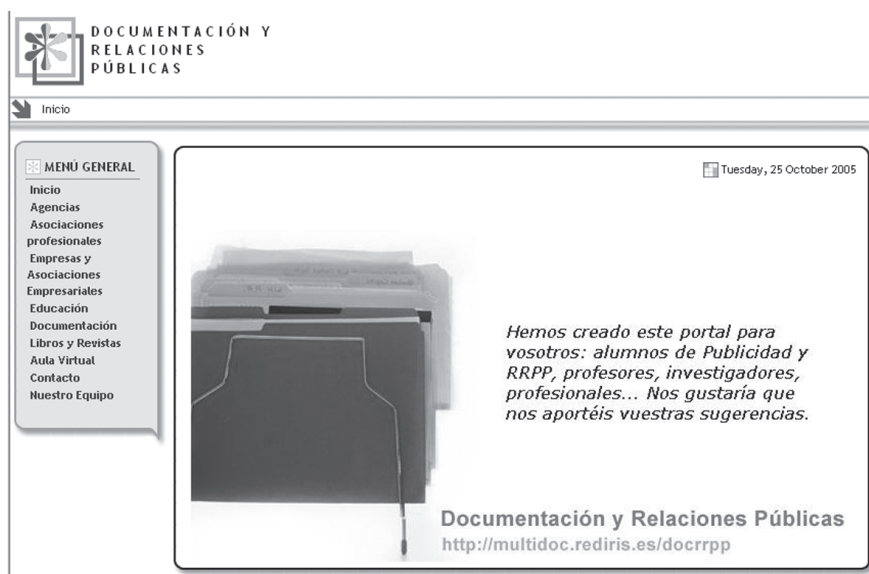 DOCUMENTACIÓN Y
RELACIONES
PÚBLICAS
Inicio
MENÚ GENERAL
Inicio
Agencias
Asociaciones
profesionales
Empresas y
Asociaciones
Empresariales
Educación
Documentación
Libros y Revistas
Aula Virtual
Contacto
Nuestro Equipo
Tuesday, 25 October 2005
Hemos creado este portal para
vosotros: alumnos de Publicidad y
RRPP, profesores, investigadores,
profesionales... Nos gustaría que
nos aportéis vuestras sugerencias.
Documentación y Relaciones Públicas
http://multidoc.rediris.es/docrrpp